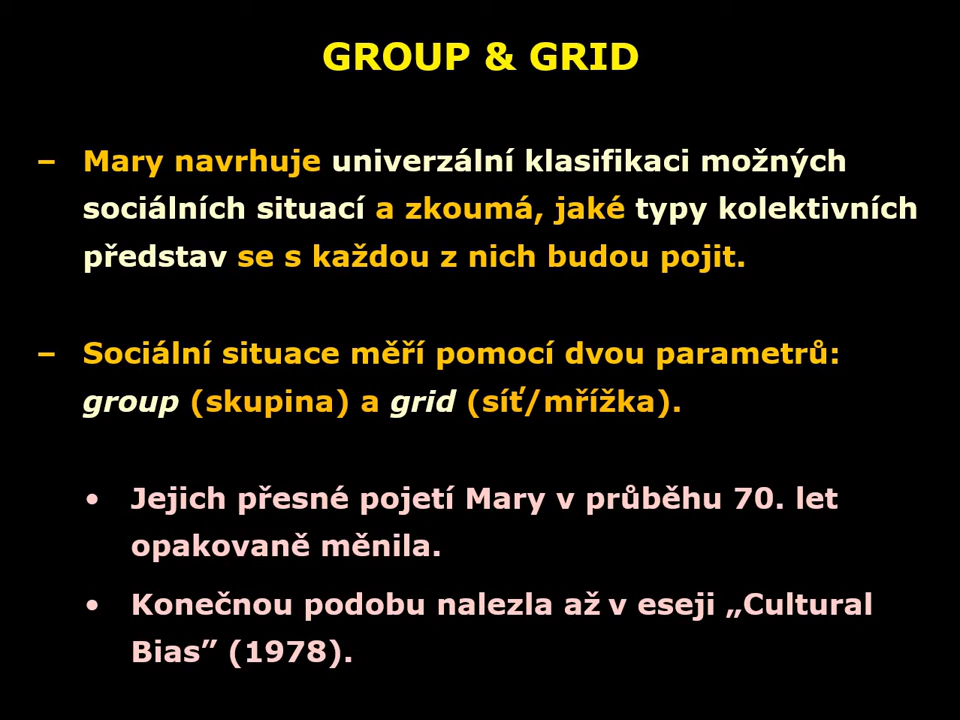 GROUP & GRID
– Mary navrhuje univerzální klasifikaci možných
sociálních situací a zkoumá, jaké typy kolektivních
představ se s každou z nich budou pojit.
– Sociální situace měří pomocí dvou parametrů:
group (skupina) a grid (síť/mřížka).
• Jejich přesné pojetí Mary v průběhu 70. let
opakovaně měnila.
• Konečnou podobu nalezla až v eseji „Cultural
Bias” (1978).